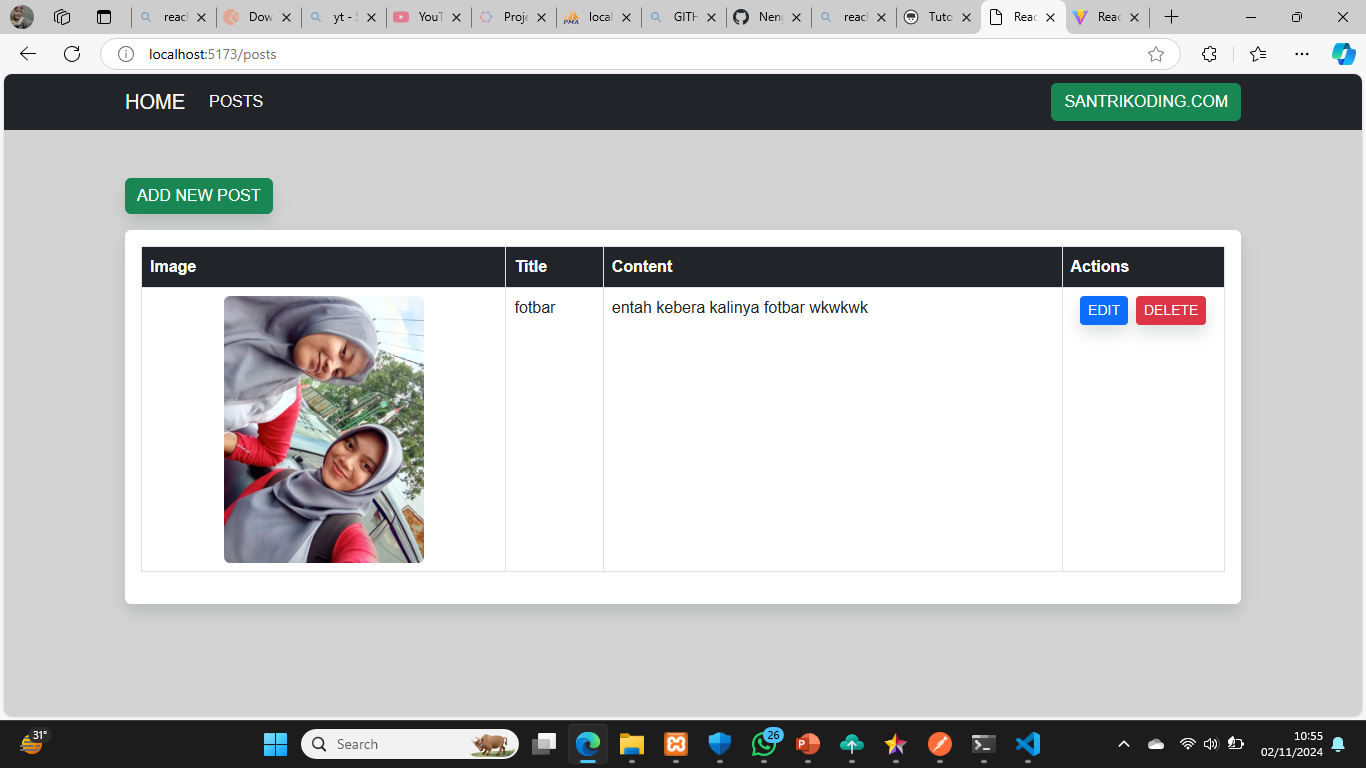 reac
Dow
yt - S
YouT
Proje
local
GITH
Neng
reac
Tuto
Reac
Reac
localhost:5173/posts
HOME
POSTS
SANTRIKODING.COM
ADD NEW POST
Image
Title
Content
Actions
fotbar
entah kebera kalinya fotbar wkwkwk
EDIT
DELETE
31°
Search
26
10:55
02/11/2024